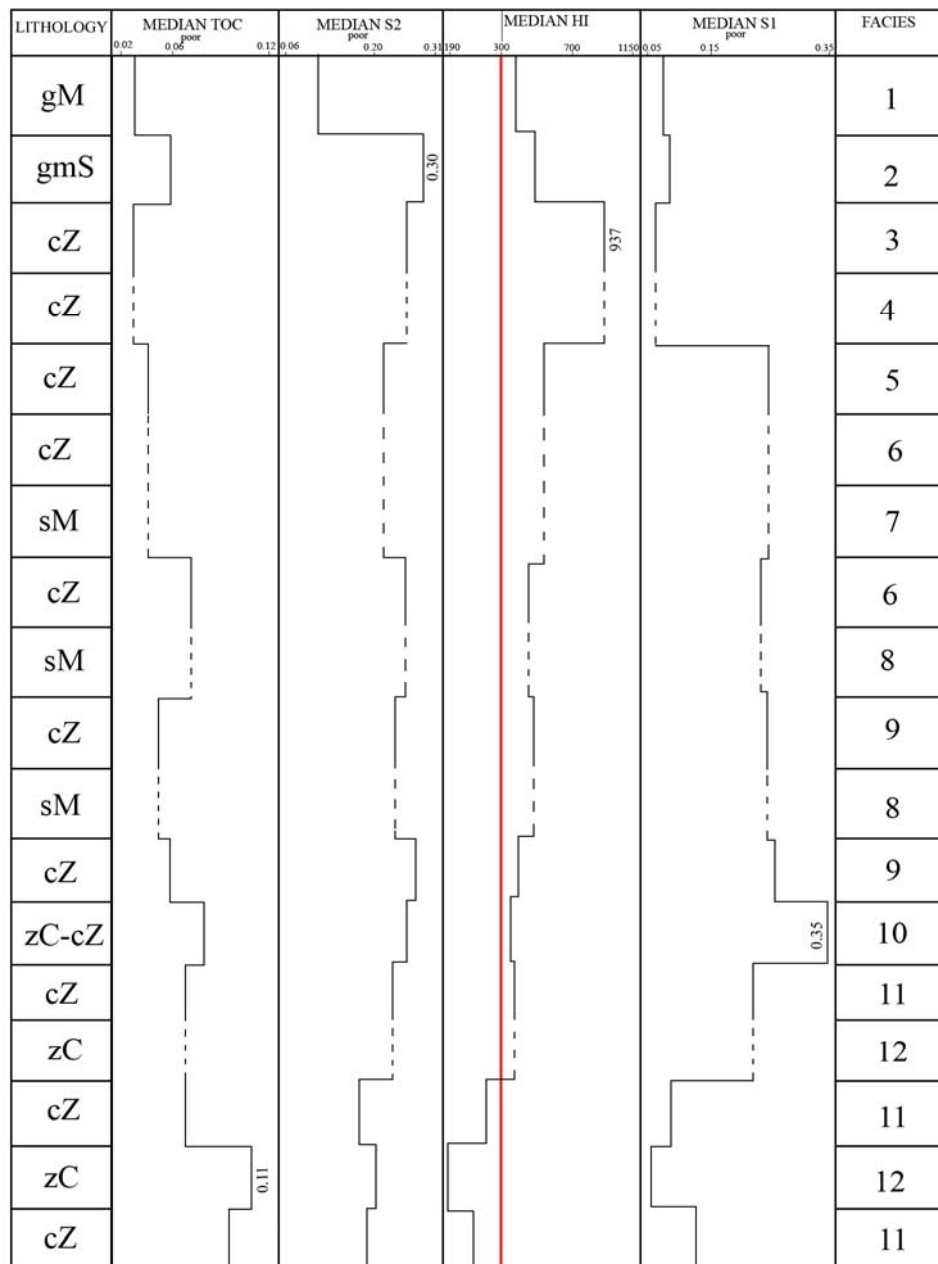 LITHOLOGY MEDIAN TOC MEDIAN S2 MEDIAN HI MEDIAN S1 FACIES
poor poor poor
0.02 0.06 0.12 0.06 0.20 0.31 190 300 700 1150 0.05 0.15 0.35
gM 1
gmS 0.30 2
cZ 937 3
cZ 4
cZ 5
cZ 6
sM 7
cZ 6
sM 8
cZ 9
sM 8
cZ 9
zC-cZ 0.35 10
cZ 11
zC 12
cZ 11
zC 0.11 12
cZ 11